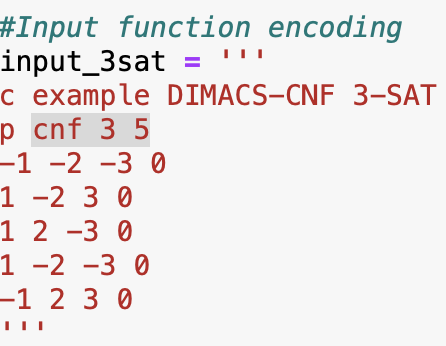 #Input function encoding
input_3sat = '''
c example DIMACS-CNF 3-SAT
p cnf 3 5
-1 -2 -3 0
1 -2 3 0
1 2 -3 0
1 -2 -3 0
-1 2 3 0
'''